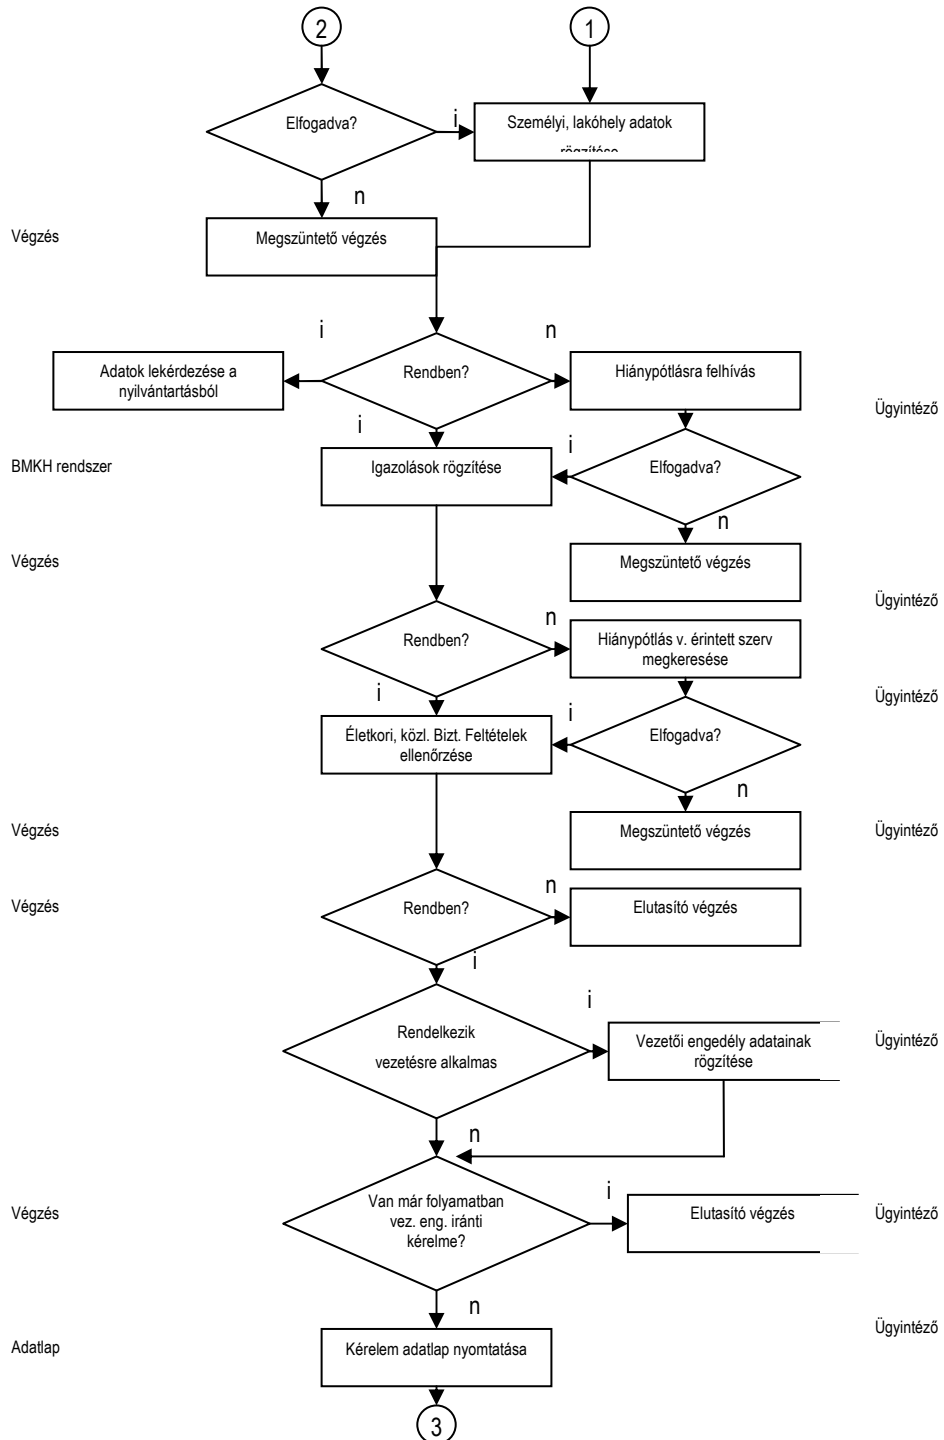 2
1
Elfogadva?
i
Személyi, lakóhely adatok
rögzítése
n
Végzés
Megszüntető végzés
i
n
Adatok lekérdezése a
nyilvántartásból
Rendben?
Hiánypótlásra felhívás
Ügyintéző
i
i
BMKH rendszer
Igazolások rögzítése
Elfogadva?
n
Végzés
Megszüntető végzés
Ügyintéző
n
Rendben?
Hiánypótlás v. érintett szerv
megkeresése
Ügyintéző
i
i
Életkori, közl. Bizt. Feltételek
ellenőrzése
Elfogadva?
n
Végzés
Megszüntető végzés
Ügyintéző
n
Végzés
Rendben?
Elutasító végzés
i
i
Rendelkezik
vezetésre alkalmas
Vezetői engedély adatainak
rögzítése
Ügyintéző
n
Van már folyamatban
vez. eng. iránti
kérelme?
i
Végzés
Elutasító végzés
Ügyintéző
n
Ügyintéző
Adatlap
Kérelem adatlap nyomtatása
3